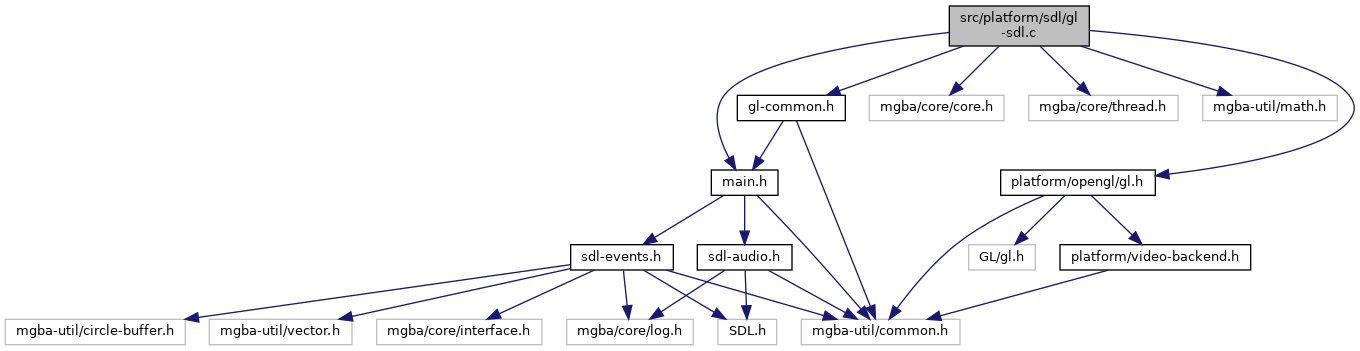 src/platform/sdl/gl
-sdl.c
gl-common.h
mgba/core/core.h
mgba/core/thread.h
mgba-util/math.h
main.h
platform/opengl/gl.h
sdl-events.h
sdl-audio.h
GL/gl.h
platform/video-backend.h
mgba-util/circle-buffer.h
mgba-util/vector.h
mgba/core/interface.h
mgba/core/log.h
SDL.h
mgba-util/common.h